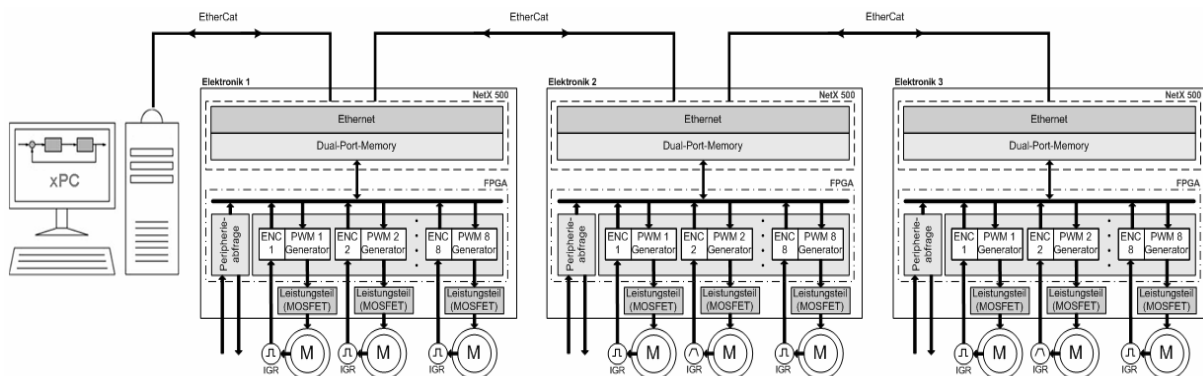 EtherCat
EtherCat
EtherCat
xPC
Elektronik 1
NetX 500
Ethernet
Dual-Port-Memory
FPGA
Peripherie-
abfrage
ENC
1
PWM 1
Generator
ENC
2
PWM 2
Generator
ENC
8
PWM 8
Generator
Leistungsteil
(MOSFET)
Leistungsteil
(MOSFET)
Leistungsteil
(MOSFET)
IGR
M
IGR
M
IGR
M
Elektronik 2
NetX 500
Ethernet
Dual-Port-Memory
FPGA
Peripherie-
abfrage
ENC
1
PWM 1
Generator
ENC
2
PWM 2
Generator
ENC
8
PWM 8
Generator
Leistungsteil
(MOSFET)
Leistungsteil
(MOSFET)
Leistungsteil
(MOSFET)
IGR
M
IGR
M
IGR
M
Elektronik 3
NetX 500
Ethernet
Dual-Port-Memory
FPGA
Peripherie-
abfrage
ENC
1
PWM 1
Generator
ENC
2
PWM 2
Generator
ENC
8
PWM 8
Generator
Leistungsteil
(MOSFET)
Leistungsteil
(MOSFET)
Leistungsteil
(MOSFET)
IGR
M
IGR
M
IGR
M